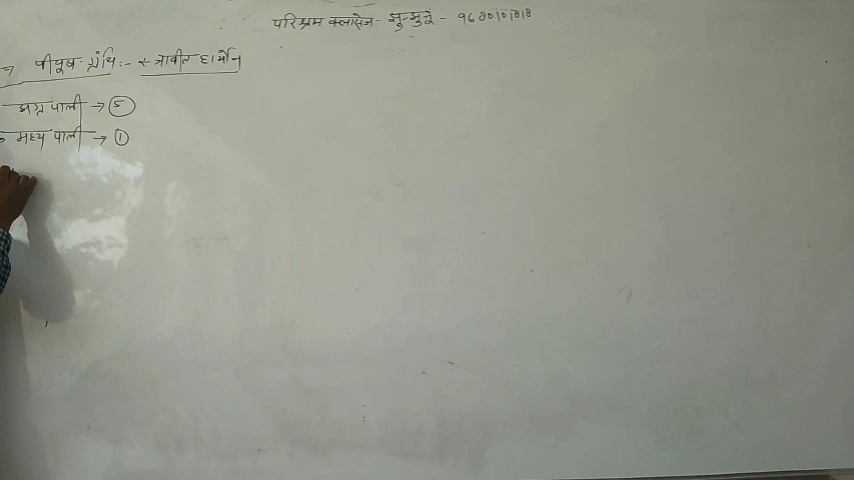 परिश्रम क्लासेज - झुन्झुनूं - 9680101818
→ पीयूष ग्रंथि :- स्त्रावीत हार्मोन
अग्र पाली → 5
मध्य पाली → 1